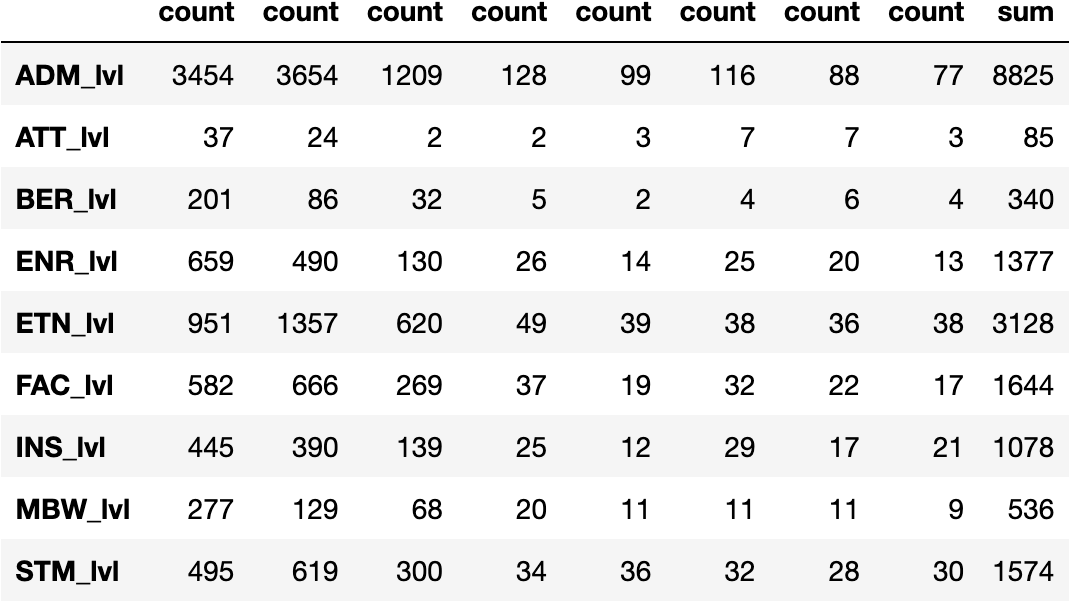 count count count count count count count count sum
ADM_lvl 3454 3654 1209 128 99 116 88 77 8825
ATT_lvl 37 24 2 2 3 7 7 3 85
BER_lvl 201 86 32 5 2 4 6 4 340
ENR_lvl 659 490 130 26 14 25 20 13 1377
ETN_lvl 951 1357 620 49 39 38 36 38 3128
FAC_lvl 582 666 269 37 19 32 22 17 1644
INS_lvl 445 390 139 25 12 29 17 21 1078
MBW_lvl 277 129 68 20 11 11 11 9 536
STM_lvl 495 619 300 34 36 32 28 30 1574